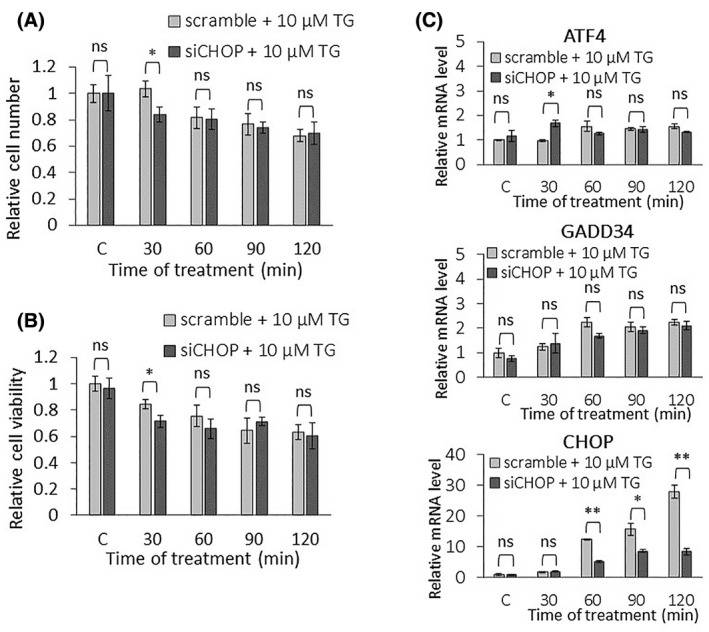 (A)
scramble + 10 µM TG
siCHOP + 10 µM TG
ns
*
ns
ns
ns
Relative cell number
1.2
1
0.8
0.6
0.4
0.2
0
C 30 60 90 120
Time of treatment (min)
(B)
scramble + 10 µM TG
siCHOP + 10 µM TG
ns
*
ns
ns
ns
Relative cell viability
1.2
1
0.8
0.6
0.4
0.2
0
C 30 60 90 120
Time of treatment (min)
(C)
ATF4
scramble + 10 µM TG
siCHOP + 10 µM TG
ns
*
ns
ns
ns
Relative mRNA level
5
4
3
2
1
0
C 30 60 90 120
Time of treatment (min)
GADD34
scramble + 10 µM TG
siCHOP + 10 µM TG
ns
ns
ns
ns
ns
Relative mRNA level
5
4
3
2
1
0
C 30 60 90 120
Time of treatment (min)
CHOP
scramble + 10 µM TG
siCHOP + 10 µM TG
ns
ns
**
*
**
Relative mRNA level
40
30
20
10
0
C 30 60 90 120
Time of treatment (min)